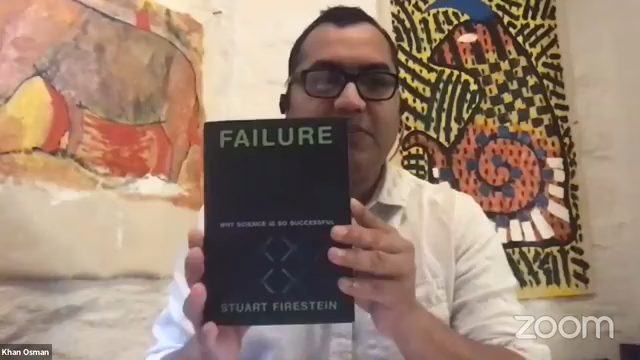 FAILURE
WHY SCIENCE IS SO SUCCESSFUL
STUART FIRESTEIN
Khan Osman
zoom